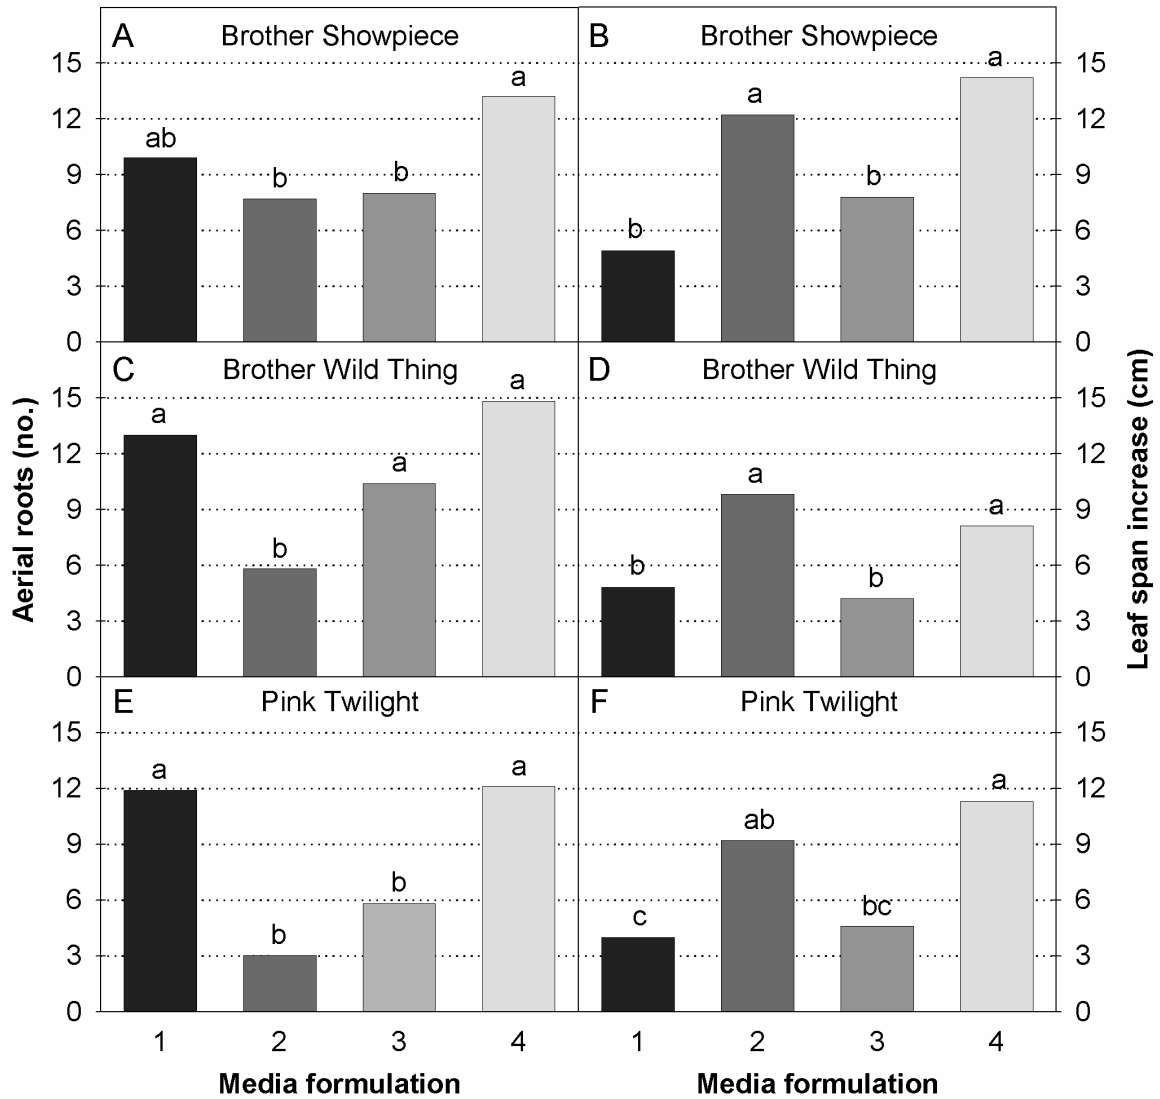 A Brother Showpiece
B Brother Showpiece
15 15
a a
12 a 12
ab
9 b b b 9
6 b 6
3 3
0 0
C Brother Wild Thing
D Brother Wild Thing
a
15 15
a
12 a a 12
9 a 9
b
6 b b 6
3 3
0 0
E Pink Twilight
F Pink Twilight
15 15
a a a
12 12
ab
9 9
b
6 c bc 6
b
3 3
0 0
1 2 3 4 1 2 3 4
Media formulation Media formulation
Aerial roots (no.)
Leaf span increase (cm)